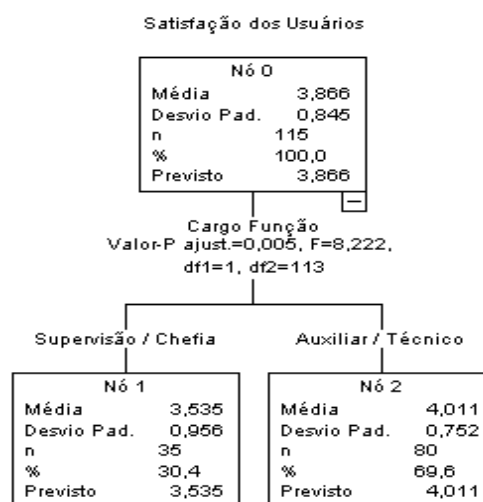 Satisfação dos Usuários
Nó 0
Média 3,866
Desvio Pad. 0,845
n 115
% 100,0
Previsto 3,866
Cargo Função
Valor-P ajust.=0,005, F=8,222,
df1=1, df2=113
Supervisão / Chefia
Auxiliar / Técnico
Nó 1
Média 3,535
Desvio Pad. 0,956
n 35
% 30,4
Previsto 3,535
Nó 2
Média 4,011
Desvio Pad. 0,752
n 80
% 69,6
Previsto 4,011